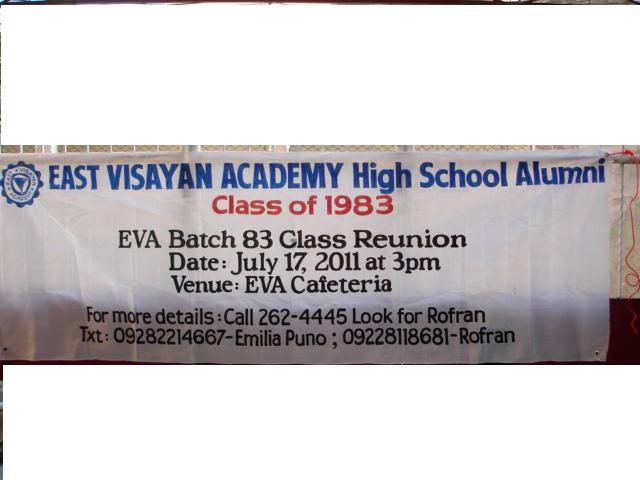 EAST VISAYAN ACADEMY High School Alumni
Class of 1983
EVA Batch 83 Class Reunion
Date: July 17, 2011 at 3pm
Venue: EVA Cafeteria
For more details: Call 262-4445 Look for Rofran
Txt: 09282214667-Emilia Puno ; 09228118681-Rofran